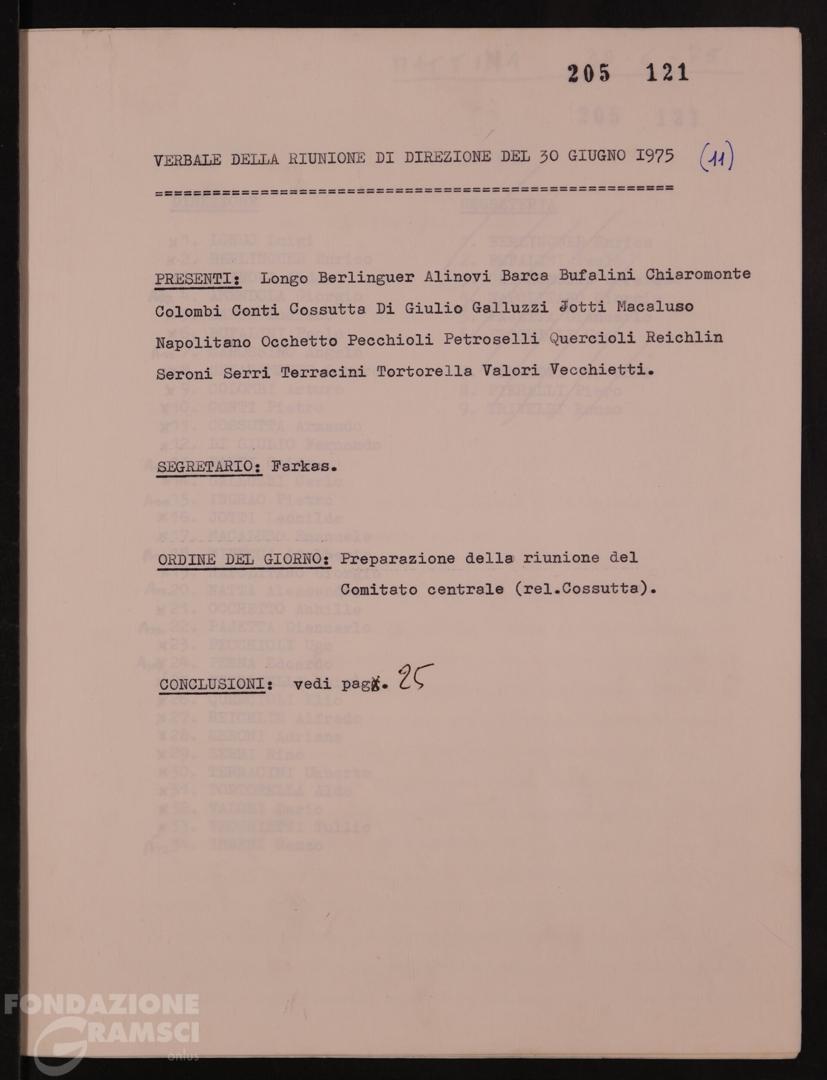 205 121
VERBALE DELLA RIUNIONE DI DIREZIONE DEL 30 GIUGNO 1975 (11)
=======================================================
PRESENTI: Longo Berlinguer Alinovi Barca Bufalini Chiaromonte
Colombi Conti Cossutta Di Giulio Galluzzi Jotti Macaluso
Napolitano Occhetto Pecchioli Petroselli Quercioli Reichlin
Seroni Serri Terracini Tortorella Valori Vecchietti.
SEGRETARIO: Farkas.
ORDINE DEL GIORNO: Preparazione della riunione del
Comitato centrale (rel.Cossutta).
CONCLUSIONI: vedi pag. 25
FONDAZIONE
GRAMSCI
onlus